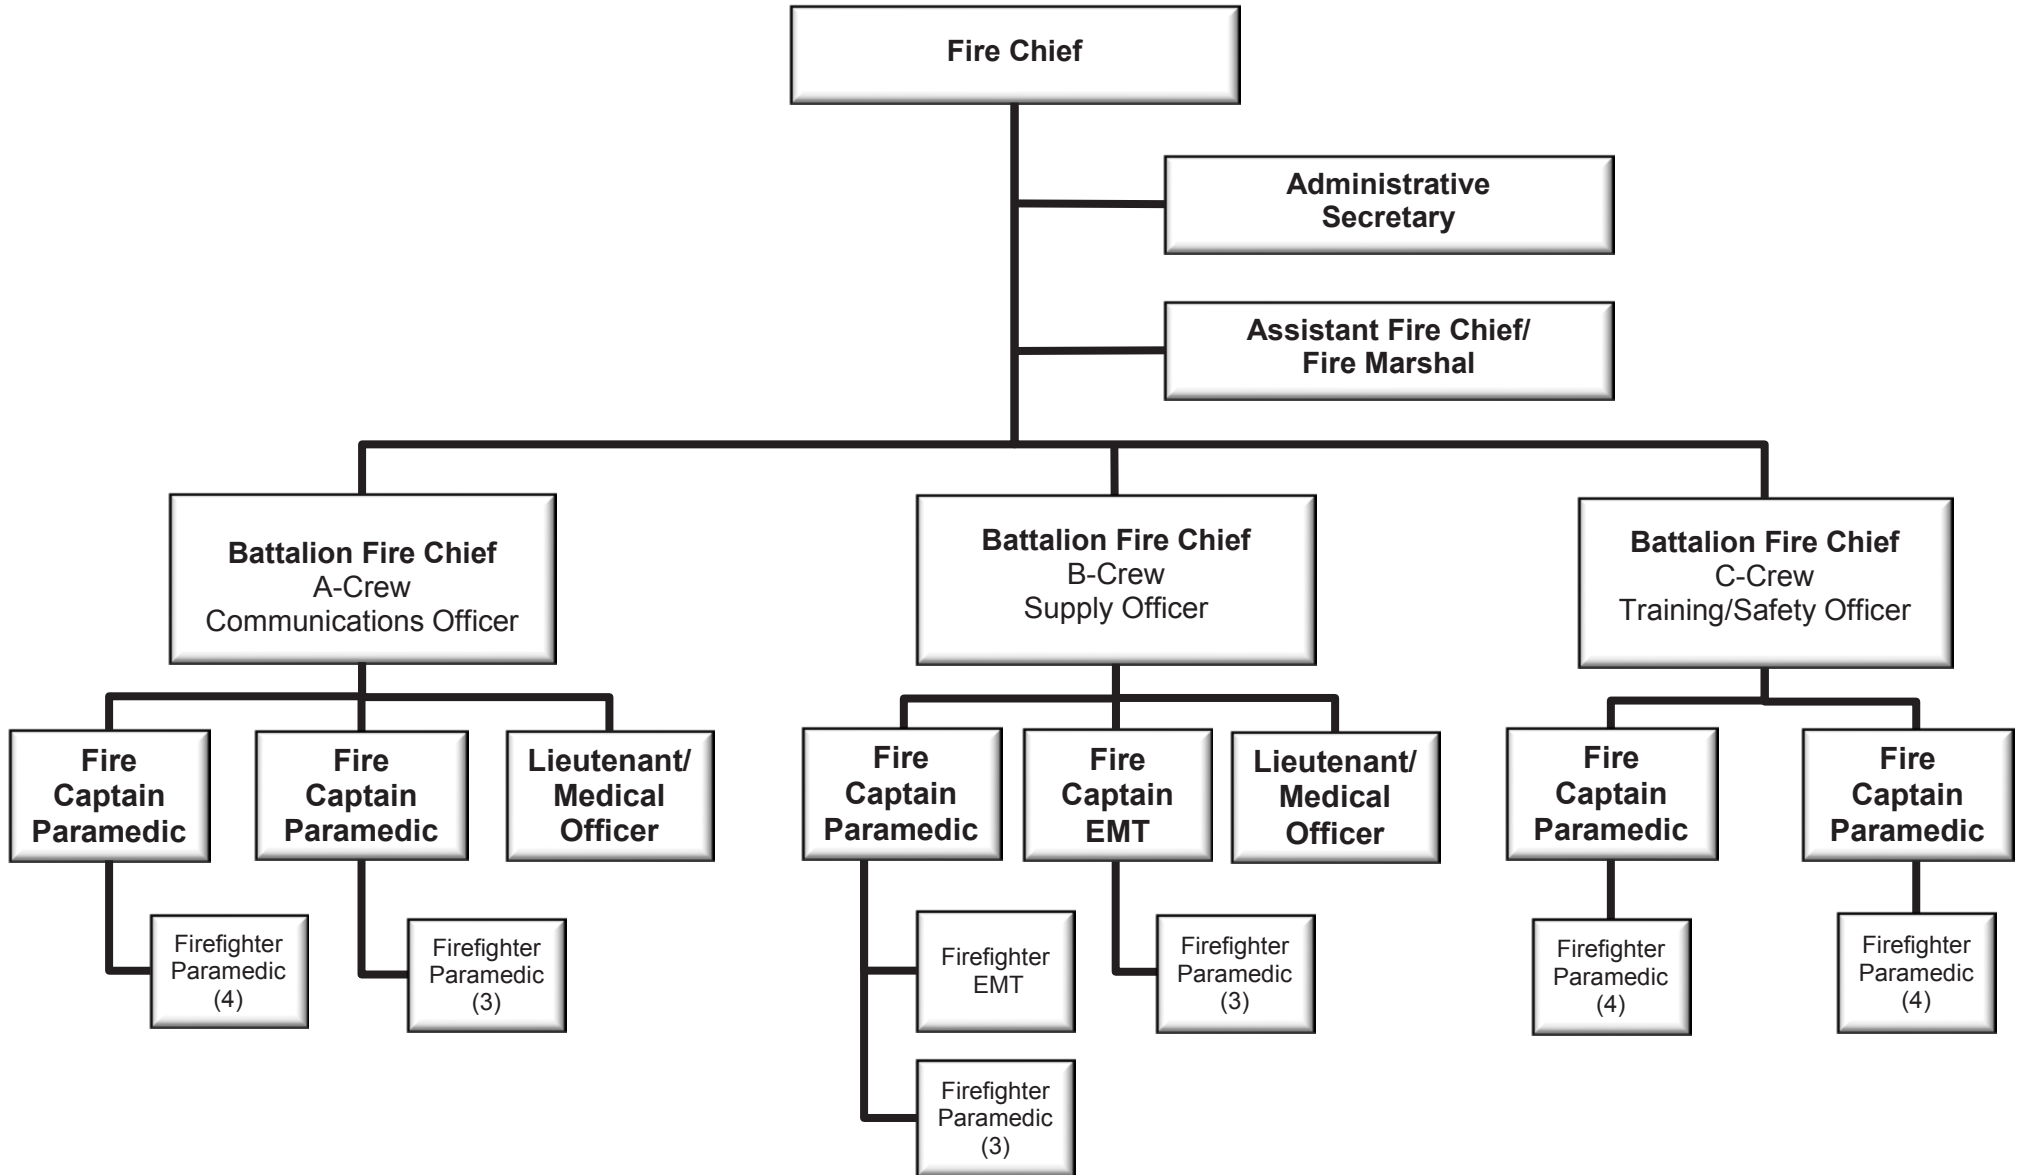 Fire Chief
Administrative
Secretary
Assistant Fire Chief/
Fire Marshal
Battalion Fire Chief
A-Crew
Communications Officer
Battalion Fire Chief
B-Crew
Supply Officer
Battalion Fire Chief
C-Crew
Training/Safety Officer
Fire
Captain
Paramedic
Fire
Captain
Paramedic
Lieutenant/
Medical
Officer
Fire
Captain
Paramedic
Fire
Captain
EMT
Lieutenant/
Medical
Officer
Fire
Captain
Paramedic
Fire
Captain
Paramedic
Firefighter
Paramedic
(4)
Firefighter
Paramedic
(3)
Firefighter
EMT
Firefighter
Paramedic
(3)
Firefighter
Paramedic
(4)
Firefighter
Paramedic
(4)
Firefighter
Paramedic
(3)